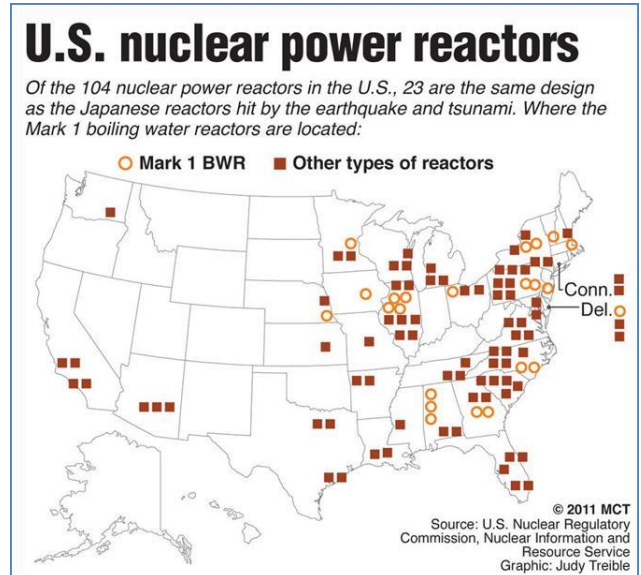 U.S. nuclear power reactors
Of the 104 nuclear power reactors in the U.S., 23 are the same design
as the Japanese reactors hit by the earthquake and tsunami. Where the
Mark 1 boiling water reactors are located:
Mark 1 BWR
Other types of reactors
Conn.
Del.
© 2011 MCT
Source: U.S. Nuclear Regulatory
Commission, Nuclear Information and
Resource Service
Graphic: Judy Treible